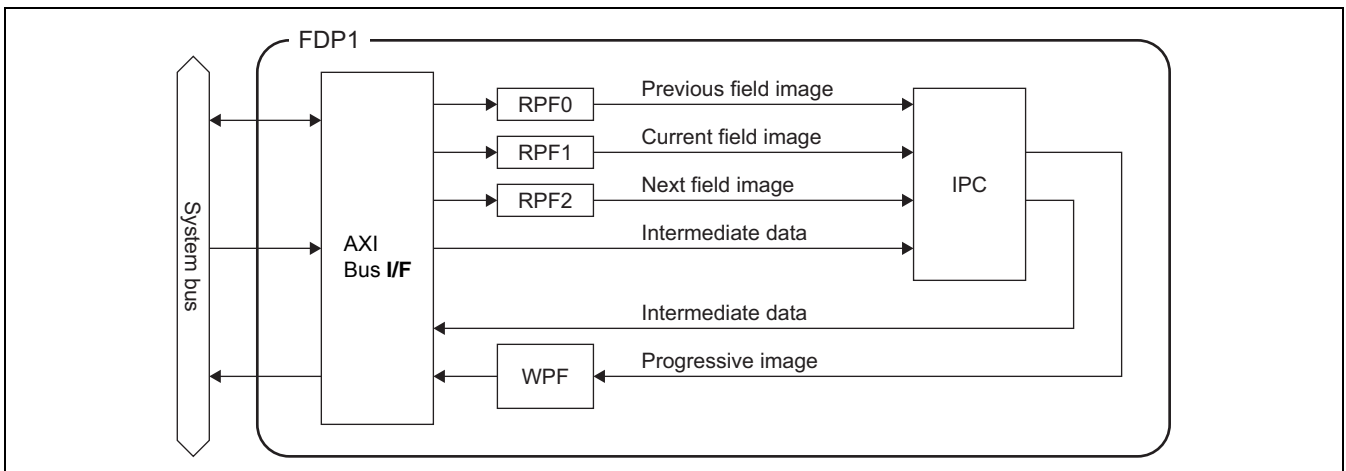 FDP1
RPF0
Previous field image
RPF1
Current field image
RPF2
Next field image
IPC
System bus
AXI
Bus I/F
Intermediate data
Intermediate data
WPF
Progressive image